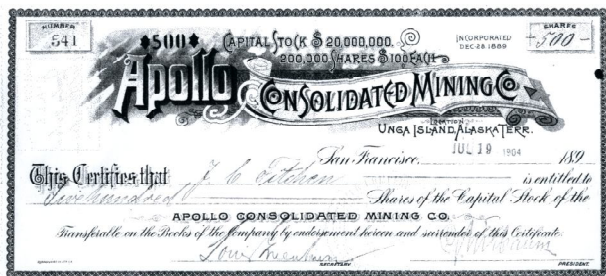 NUMBER
541
$500
CAPITAL STOCK $20,000,000.
200,000 SHARES $100 EACH
INCORPORATED
DEC-28 1889
SHARES
500
Apollo
CONSOLIDATED MINING CO
LOCATION
UNGA ISLAND, ALASKA TERR.
San Francisco JUL 19 1904 189
This Certifies that J C is entitled to
Five hundred Shares of the Capital Stock of the
APOLLO CONSOLIDATED MINING CO.
Transferable on the Books of the Company by endorsement hereon and surrender of this Certificate.
SECRETARY.
PRESIDENT.